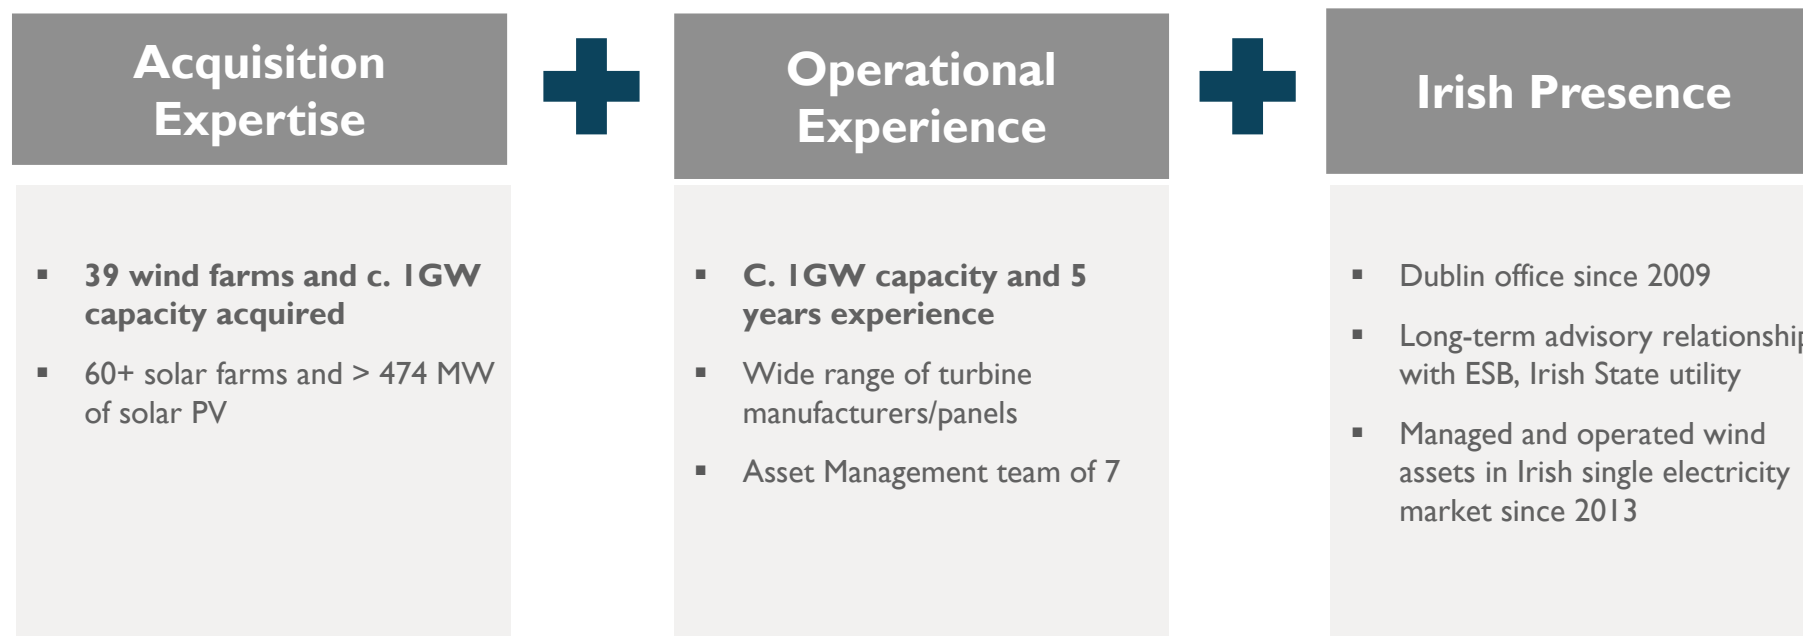 Acquisition
Expertise
▪ 39 wind farms and c. 1GW
capacity acquired
▪ 60+ solar farms and > 474 MW
of solar PV
Operational
Experience
▪ C. 1GW capacity and 5
years experience
▪ Wide range of turbine
manufacturers/panels
▪ Asset Management team of 7
Irish Presence
▪ Dublin office since 2009
▪ Long-term advisory relationship
with ESB, Irish State utility
▪ Managed and operated wind
assets in Irish single electricity
market since 2013